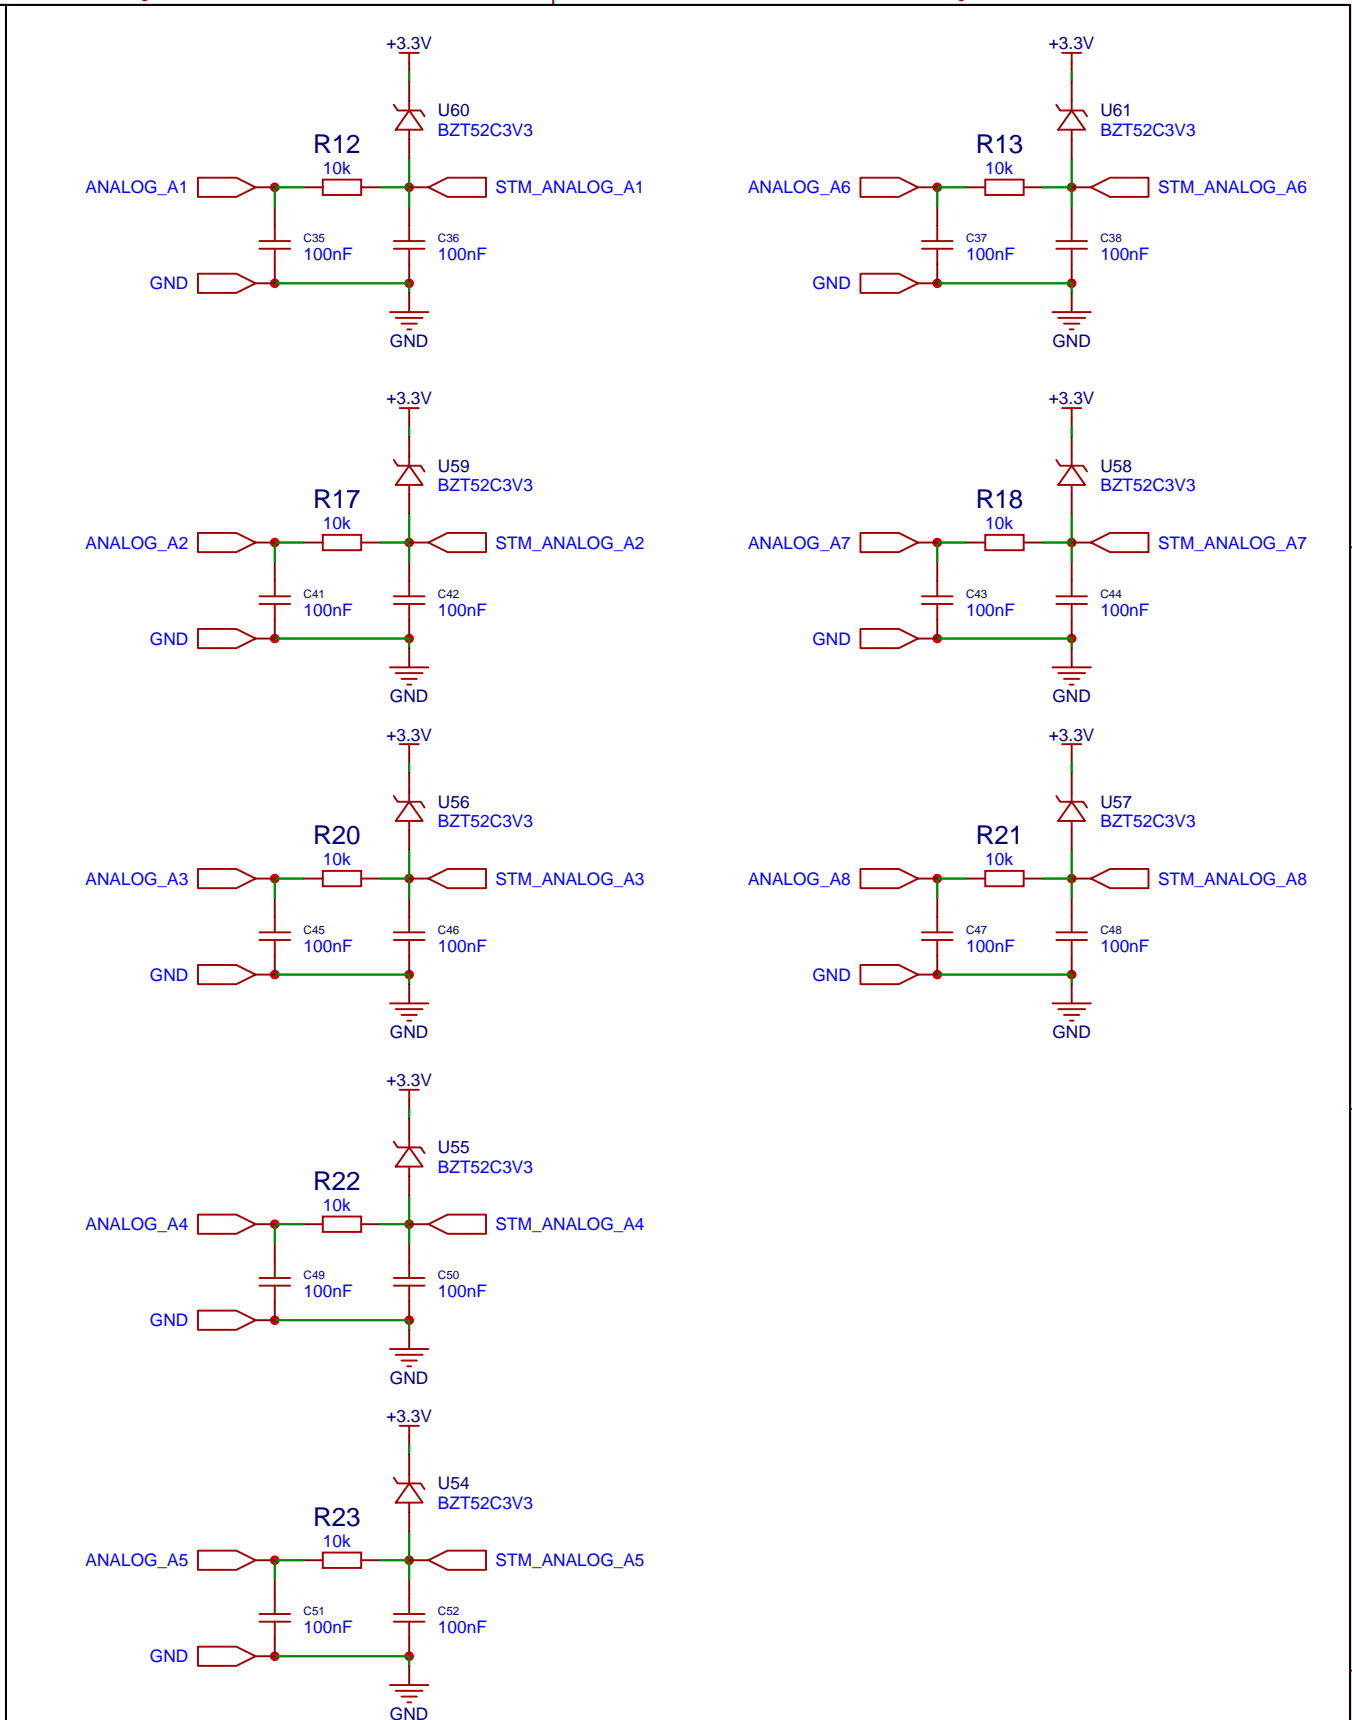 +3.3V
U60
BZT52C3V3
R12
10k
ANALOG_A1
STM_ANALOG_A1
C35
100nF
C36
100nF
GND
GND
+3.3V
U61
BZT52C3V3
R13
10k
ANALOG_A6
STM_ANALOG_A6
C37
100nF
C38
100nF
GND
GND
+3.3V
U59
BZT52C3V3
R17
10k
ANALOG_A2
STM_ANALOG_A2
C41
100nF
C42
100nF
GND
GND
+3.3V
U58
BZT52C3V3
R18
10k
ANALOG_A7
STM_ANALOG_A7
C43
100nF
C44
100nF
GND
GND
+3.3V
U56
BZT52C3V3
R20
10k
ANALOG_A3
STM_ANALOG_A3
C45
100nF
C46
100nF
GND
GND
+3.3V
U57
BZT52C3V3
R21
10k
ANALOG_A8
STM_ANALOG_A8
C47
100nF
C48
100nF
GND
GND
+3.3V
U55
BZT52C3V3
R22
10k
ANALOG_A4
STM_ANALOG_A4
C49
100nF
C50
100nF
GND
GND
+3.3V
U54
BZT52C3V3
R23
10k
ANALOG_A5
STM_ANALOG_A5
C51
100nF
C52
100nF
GND
GND